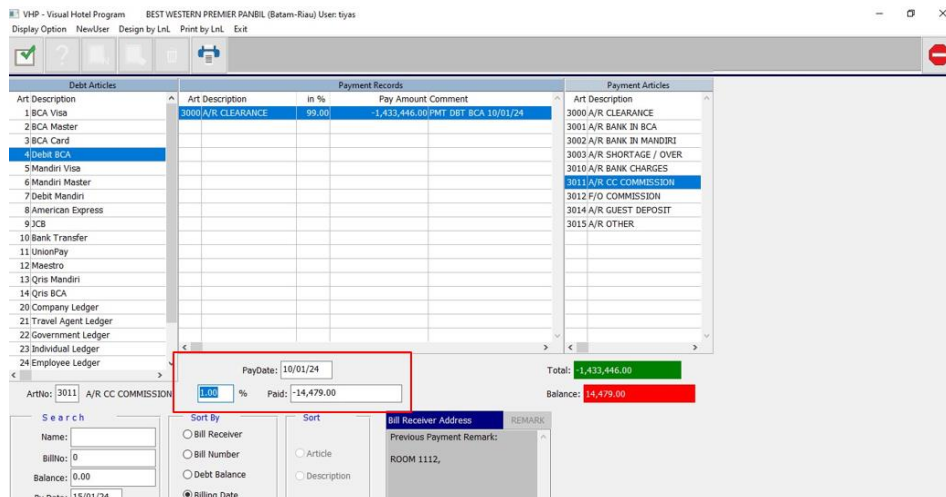 VHP - Visual Hotel Program BEST WESTERN PREMIER PANBIL (Batam-Riau) User: tiyas
Display Option NewUser Design by LnL Print by LnL Exit
Debt Articles
Art Description
1 BCA Visa
2 BCA Master
3 BCA Card
4 Debit BCA
5 Mandiri Visa
6 Mandiri Master
7 Debit Mandiri
8 American Express
9 JCB
10 Bank Transfer
11 UnionPay
12 Maestro
13 Qris Mandiri
14 Qris BCA
20 Company Ledger
21 Travel Agent Ledger
22 Government Ledger
23 Individual Ledger
24 Employee Ledger
Payment Records
Art Description in % Pay Amount Comment
3000 A/R CLEARANCE 99.00 -1,433,446.00 PMT DBT BCA 10/01/24
Payment Articles
Art Description
3000 A/R CLEARANCE
3001 A/R BANK IN BCA
3002 A/R BANK IN MANDIRI
3003 A/R SHORTAGE / OVER
3010 A/R BANK CHARGES
3011 A/R CC COMMISSION
3012 F/O COMMISSION
3014 A/R GUEST DEPOSIT
3015 A/R OTHER
PayDate: 10/01/24
Total: -1,433,446.00
ArtNo: 3011 A/R CC COMMISSION 1.00 % Paid: -14,479.00
Balance: 14,479.00
Search
Name:
BillNo: 0
Balance: 0.00
15/01/24
Sort By
Bill Receiver
Bill Number
Debt Balance
Billing Date
Sort
Article
Description
Bill Receiver Address REMARK
Previous Payment Remark:
ROOM 1112,